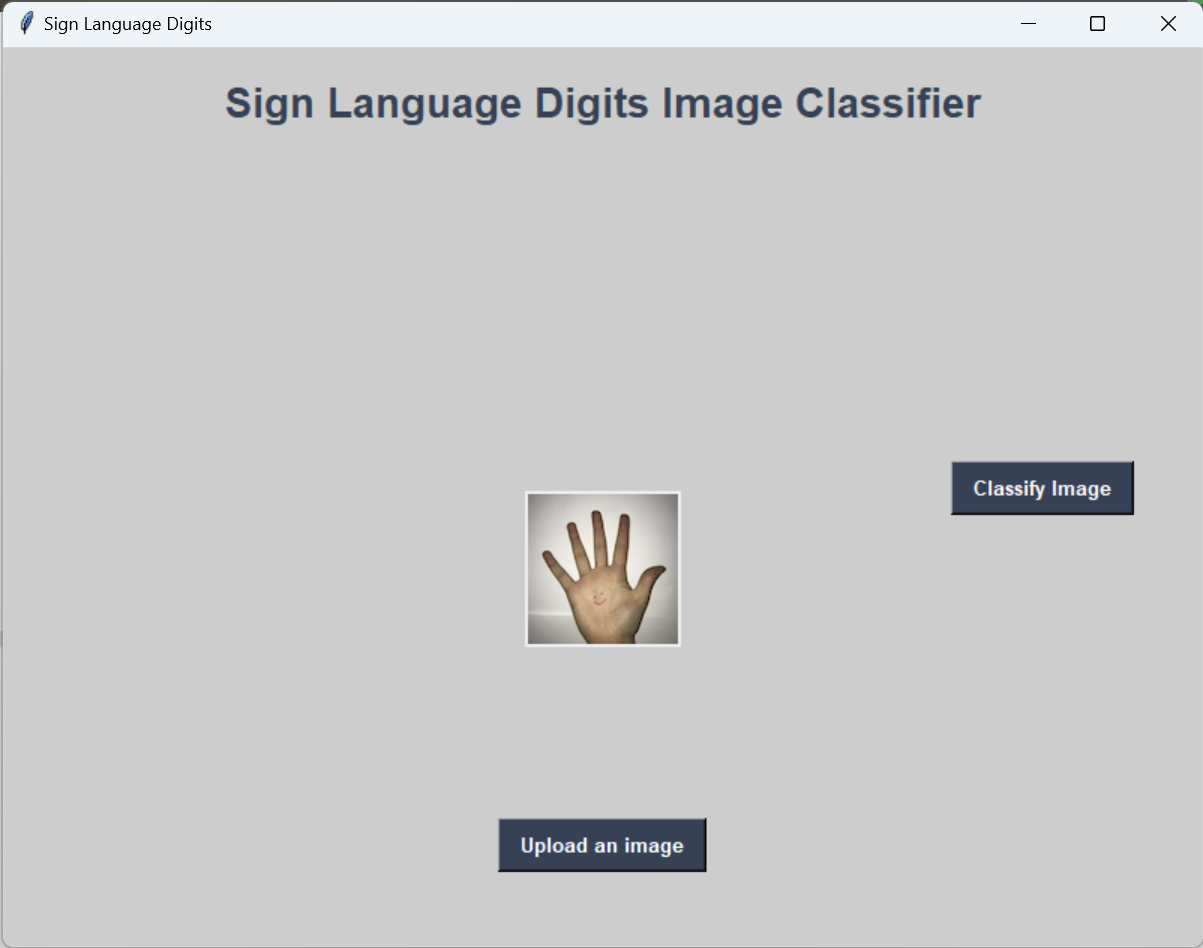 Sign Language Digits
Sign Language Digits Image Classifier
Classify Image
Upload an image